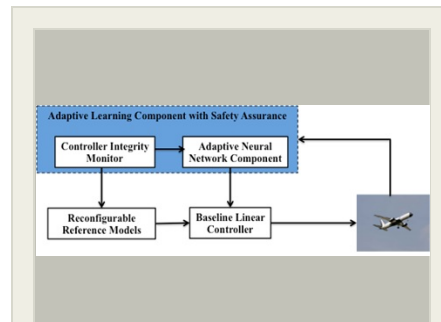 Adaptive Learning Component with Safety Assurance
Controller Integrity
Monitor
Adaptive Neural
Network Component
Reconfigurable
Reference Models
Baseline Linear
Controller